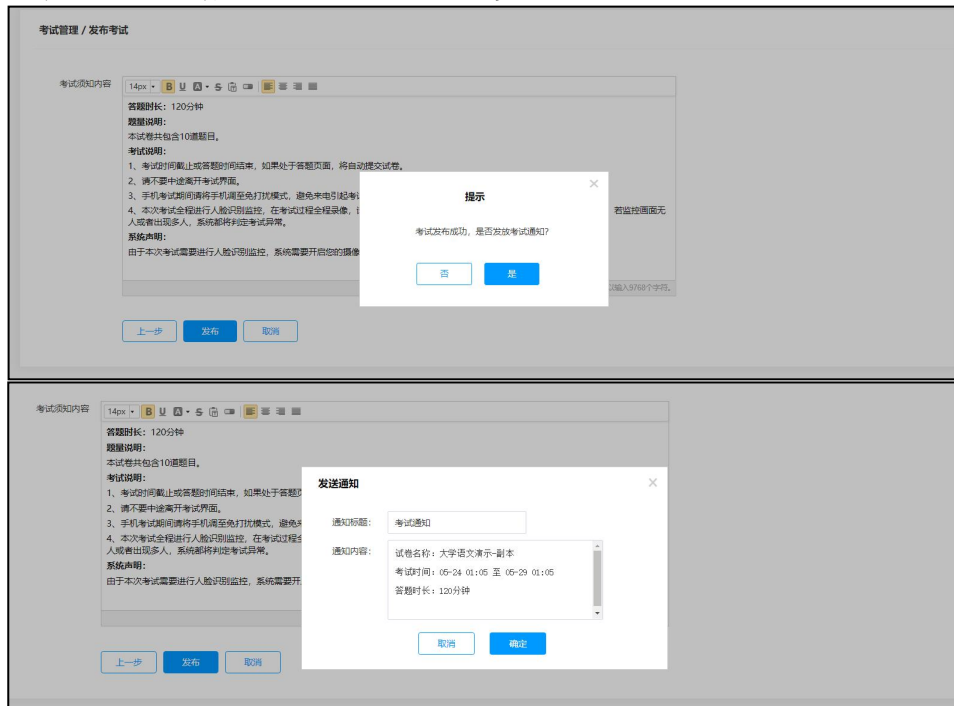 考试管理 / 发布考试
考试须知内容
14px
B U A S
答题时长：120分钟
题量说明：
本试卷共包含10道题目。
考试说明：
1、考试时间截止或答题时间结束，如果处于答题页面，将自动提交试卷。
2、请不要中途离开考试界面。
3、手机考试期间请将手机调至免打扰模式，避免来电引起考
4、本次考试全程进行人脸识别监控，在考试过程全程录像，
若监控画面无
人或者出现多人，系统都将判定考试异常。
系统声明：
由于本次考试需要进行人脸识别监控，系统需要开启您的摄像
输入9768个字符。
提示
×
考试发布成功，是否发放考试通知？
否
是
上一步
发布
取消
考试须知内容
14px
B U A S
答题时长：120分钟
题量说明：
本试卷共包含10道题目。
考试说明：
1、考试时间截止或答题时间结束，如果处于答题
2、请不要中途离开考试界面。
3、手机考试期间请将手机调至免打扰模式，避免
4、本次考试全程进行人脸识别监控，在考试过程
人或者出现多人，系统都将判定考试异常。
系统声明：
由于本次考试需要进行人脸识别监控，系统需要开
发送通知
×
通知标题：
考试通知
通知内容：
试卷名称：大学语文演示-副本
考试时间：05-24 01:05 至 05-29 01:05
答题时长：120分钟
取消
确定
上一步
发布
取消